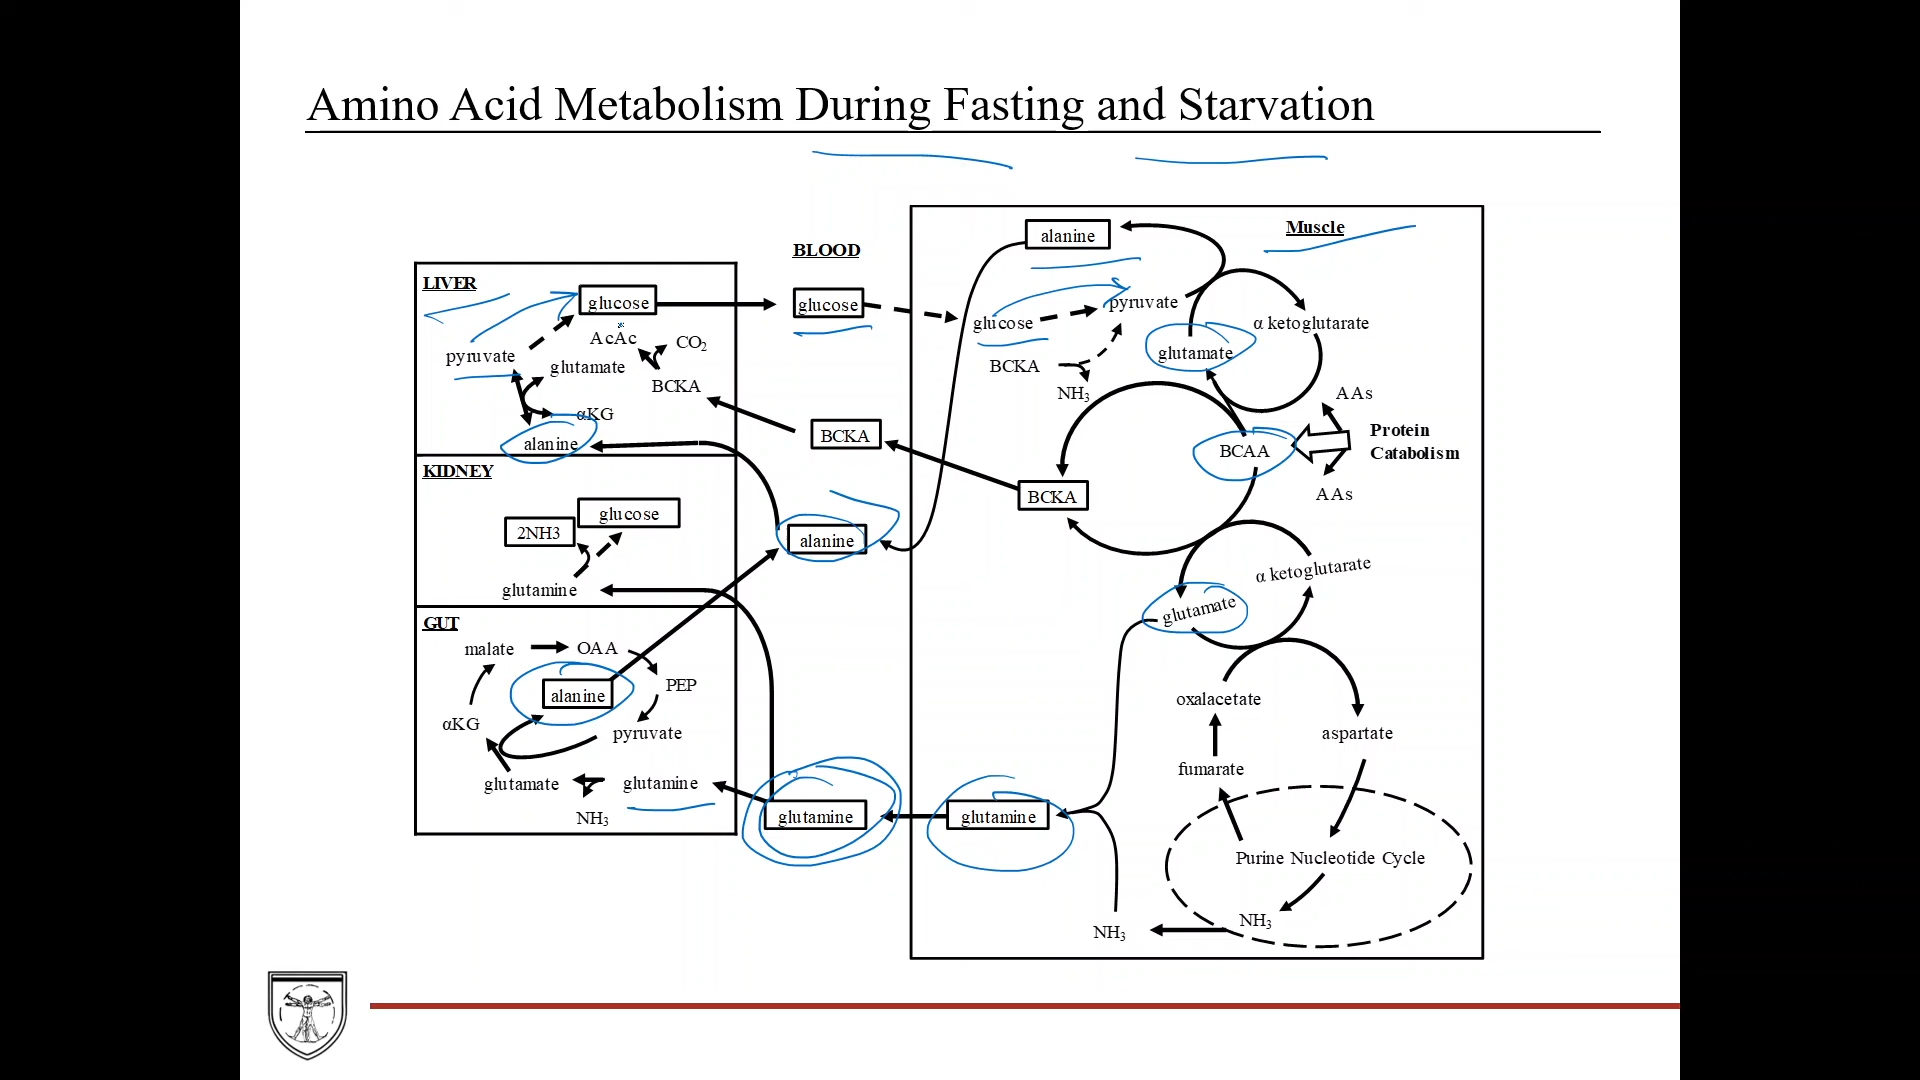 Amino Acid Metabolism During Fasting and Starvation
LIVER
glucose
pyruvate
AcAc
CO2
glutamate
BCKA
αKG
alanine
KIDNEY
glucose
2NH3
glutamine
GUT
malate
OAA
alanine
PEP
αKG
pyruvate
glutamate
glutamine
NH3
BLOOD
glucose
BCKA
alanine
glutamine
Muscle
alanine
pyruvate
glucose
α ketoglutarate
glutamate
BCKA
NH3
AAs
Protein
Catabolism
BCAA
AAs
BCKA
α ketoglutarate
glutamate
oxalacetate
aspartate
fumarate
glutamine
Purine Nucleotide Cycle
NH3
NH3